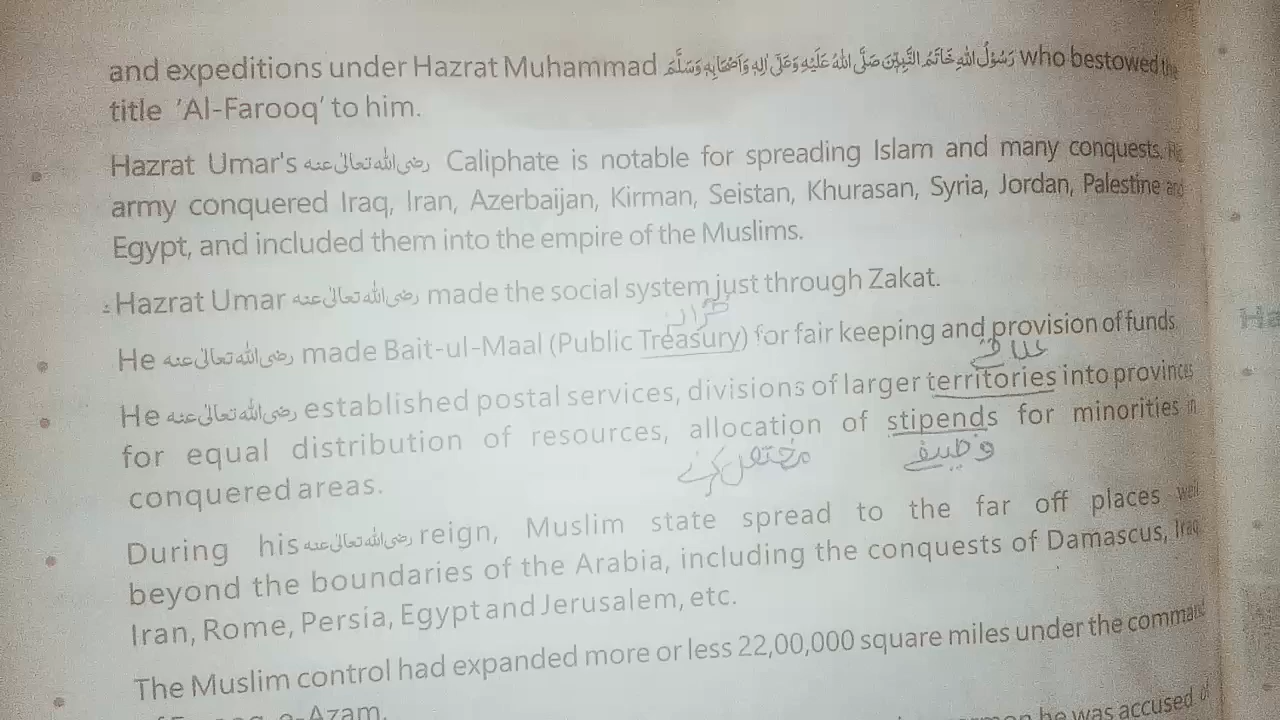 and expeditions under Hazrat Muhammad رَسُولُ اللهِ خَاتَمُ النَّبِيّٖنَ صَلَّى اللهُ عَلَيْهِ وَعَلٰى اٰلِهٖ وَاَصْحَابِهٖ وَسَلَّمَ who bestowed the
title 'Al-Farooq' to him.
Hazrat Umar's رضی اللہ تعالیٰ عنہ Caliphate is notable for spreading Islam and many conquests. His
army conquered Iraq, Iran, Azerbaijan, Kirman, Seistan, Khurasan, Syria, Jordan, Palestine and
Egypt, and included them into the empire of the Muslims.
Hazrat Umar رضی اللہ تعالیٰ عنہ made the social system just through Zakat.
He رضی اللہ تعالیٰ عنہ made Bait-ul-Maal (Public Treasury) for fair keeping and provision of funds.
علاقے
He رضی اللہ تعالیٰ عنہ established postal services, divisions of larger territories into provinces
for equal distribution of resources, allocation of stipends for minorities in
وظیفے
conquered areas.
During his رضی اللہ تعالیٰ عنہ reign, Muslim state spread to the far off places well
beyond the boundaries of the Arabia, including the conquests of Damascus, Iraq,
Iran, Rome, Persia, Egypt and Jerusalem, etc.
The Muslim control had expanded more or less 22,00,000 square miles under the command
e-Azam.
he was accused of
Ha